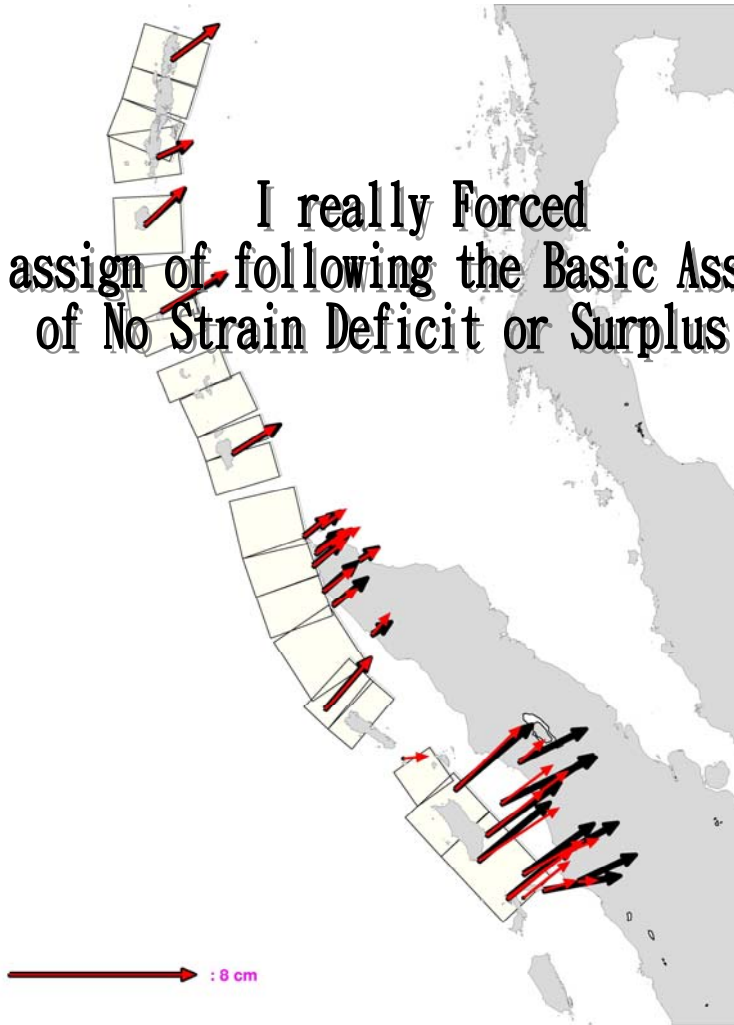 I really Forced
assign of following the Basic Ass
of No Strain Deficit or Surplus
: 8 cm